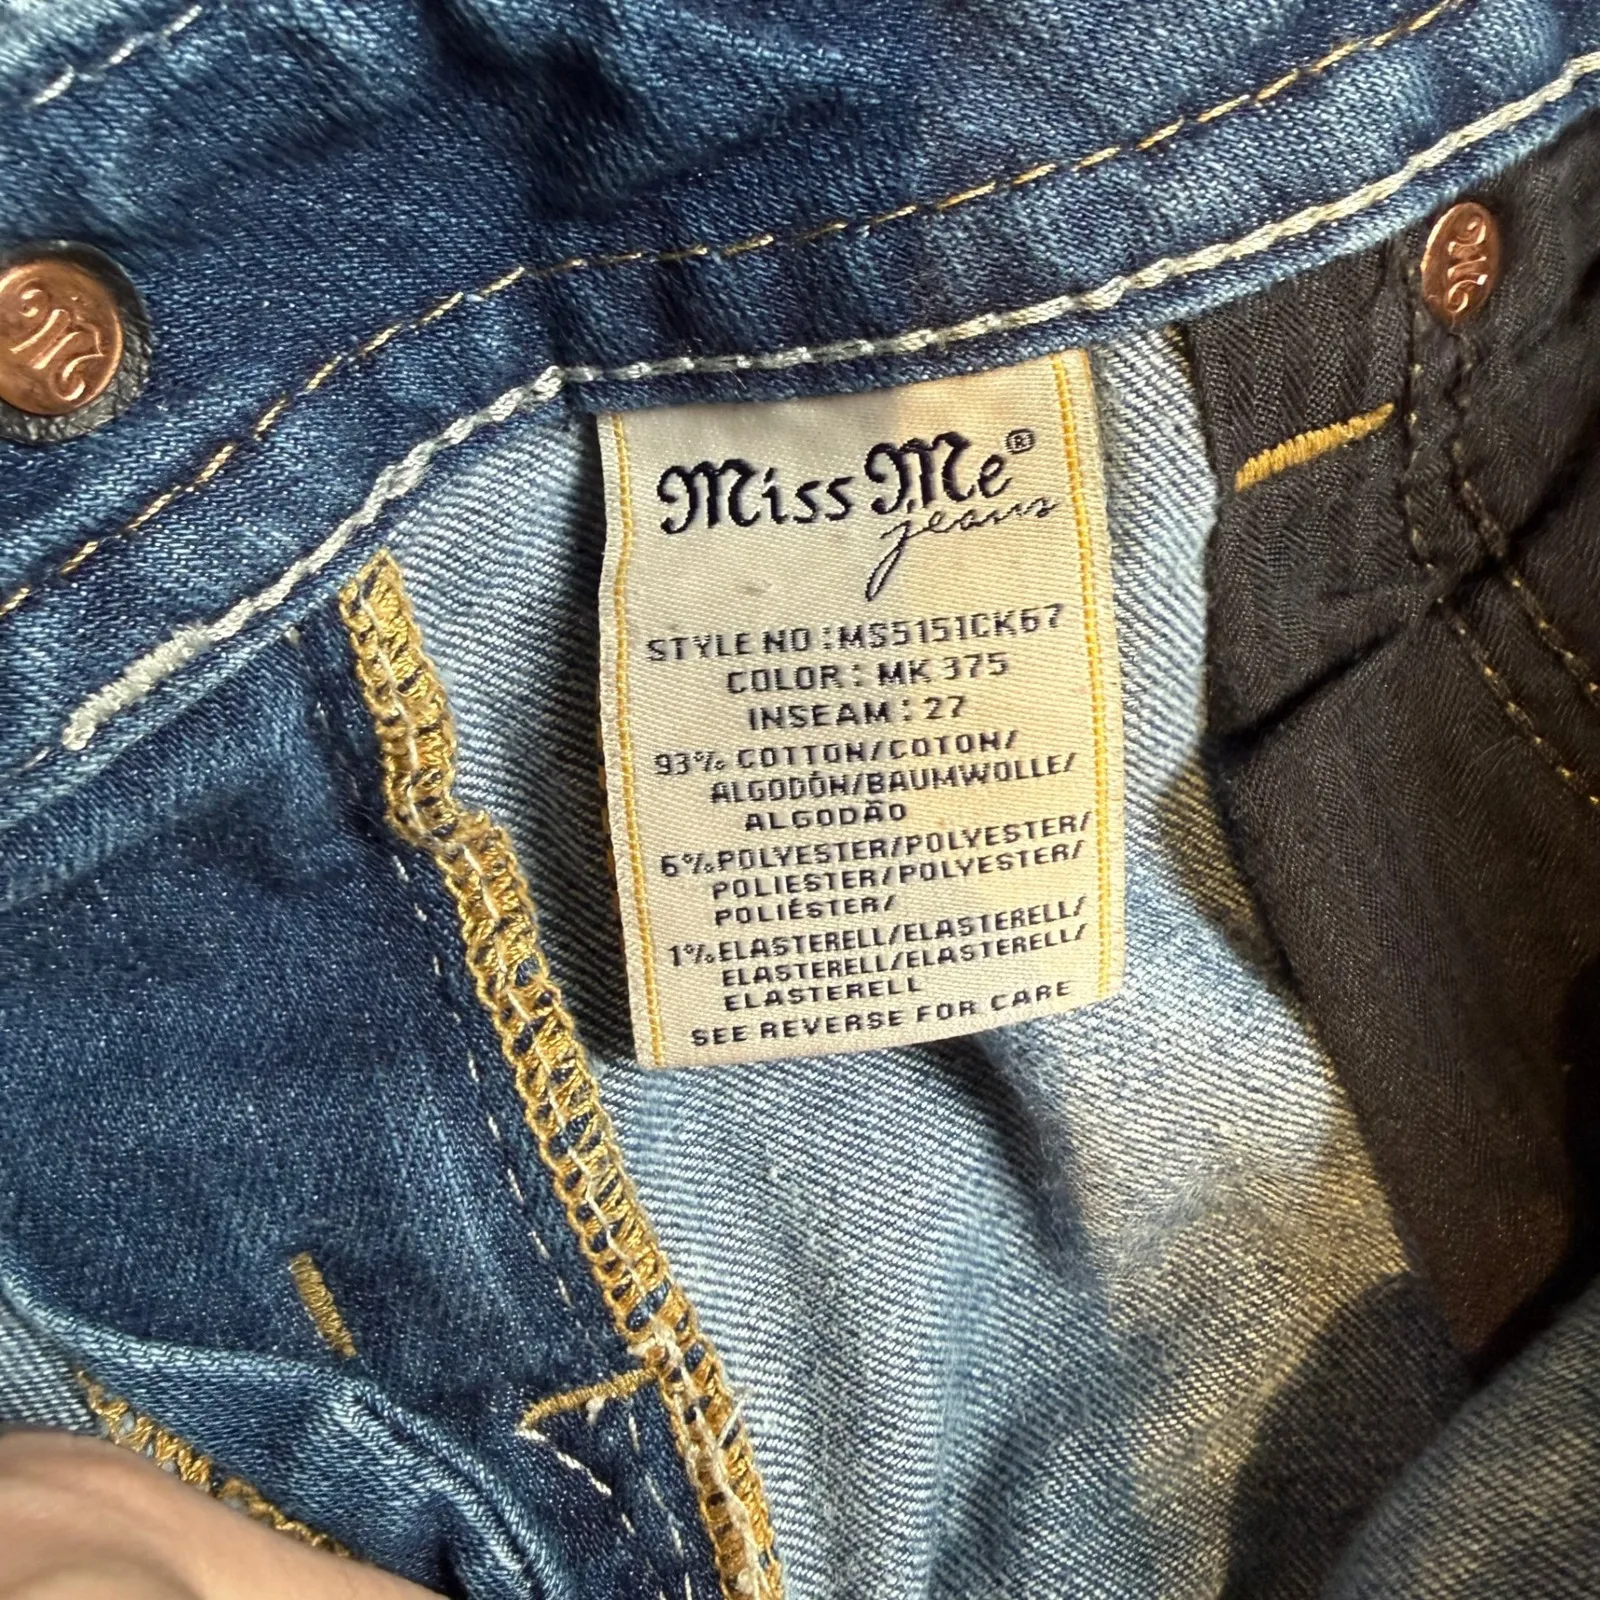 Miss Me®
jeans
STYLE NO:MS5151CK67
COLOR: MK 375
INSEAM: 27
93% COTTON/COTON/
ALGODÓN/BAUMWOLLE/
ALGODÃO
6%POLYESTER/POLYESTER/
POLIESTER/POLYESTER/
POLIÉSTER/
1%ELASTERELL/ELASTERELL/
ELASTERELL/ELASTERELL/
ELASTERELL
SEE REVERSE FOR CARE